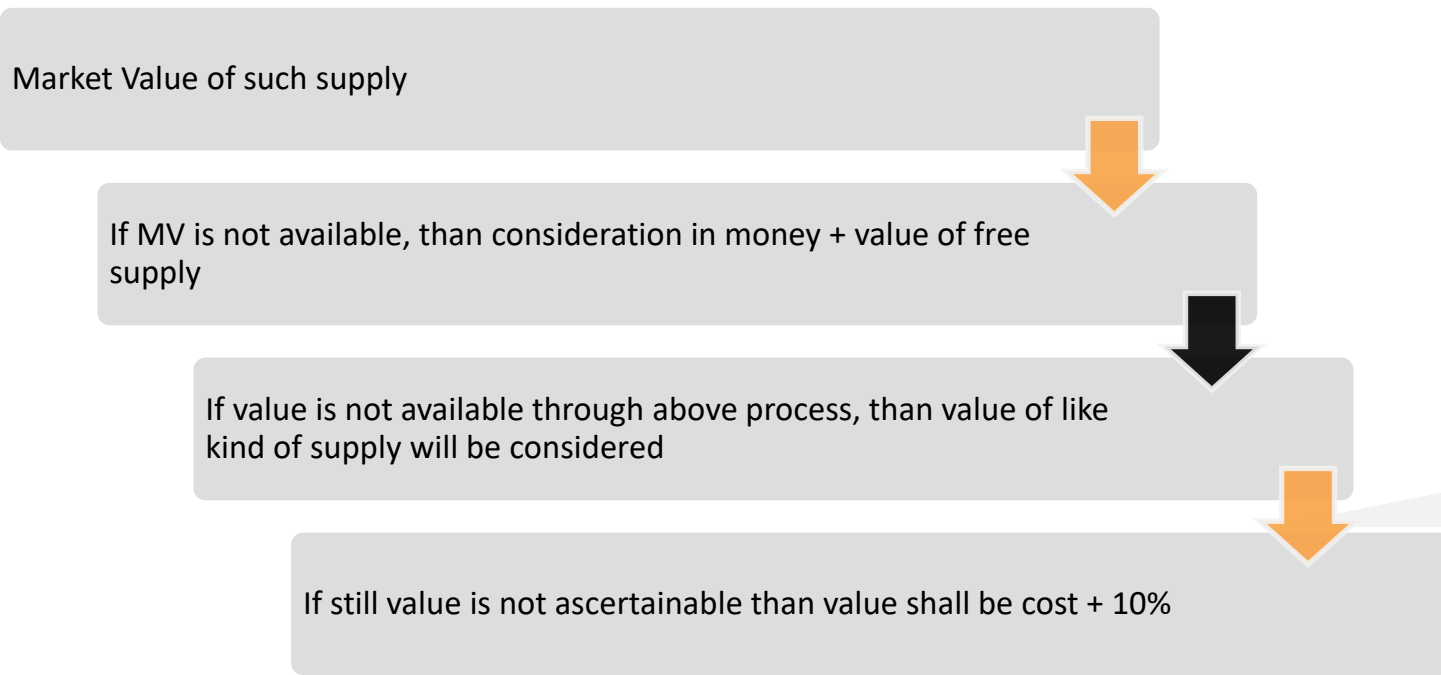 Market Value of such supply
If MV is not available, than consideration in money + value of free
supply
If value is not available through above process, than value of like
kind of supply will be considered
If still value is not ascertainable than value shall be cost + 10%